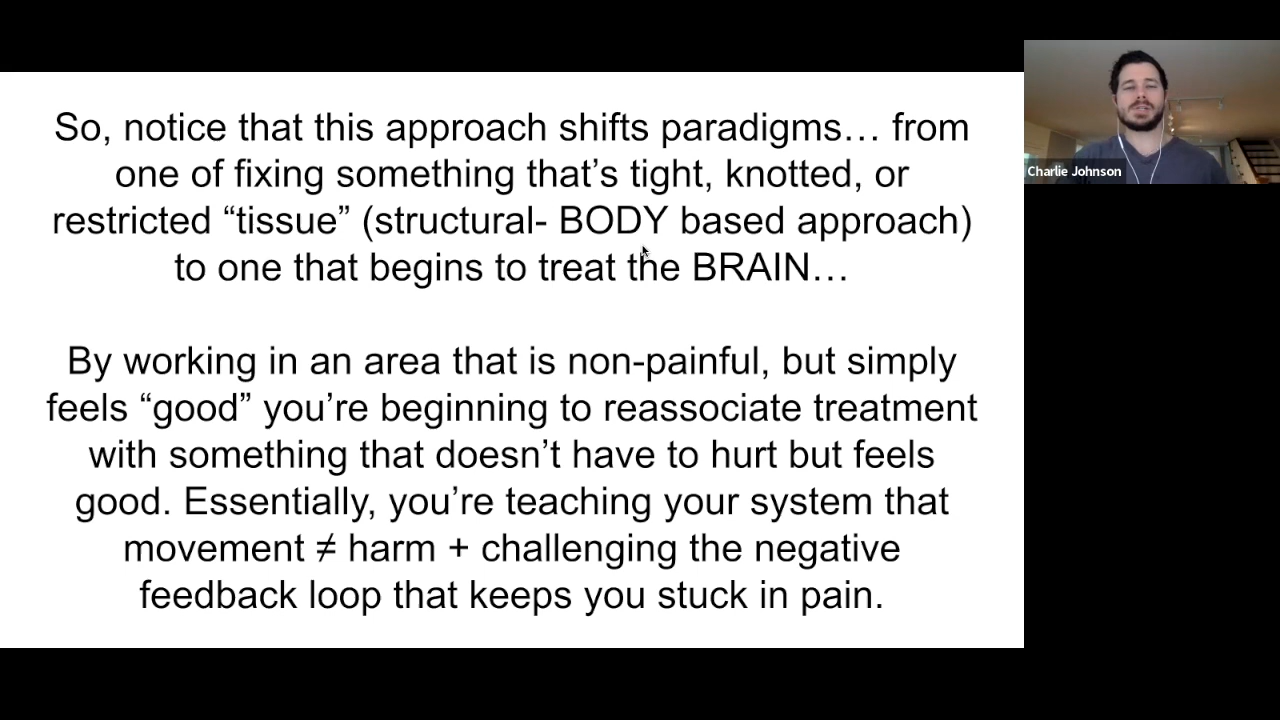 So, notice that this approach shifts paradigms… from
one of fixing something that’s tight, knotted, or
restricted “tissue” (structural- BODY based approach)
to one that begins to treat the BRAIN…
By working in an area that is non-painful, but simply
feels “good” you’re beginning to reassociate treatment
with something that doesn’t have to hurt but feels
good. Essentially, you’re teaching your system that
movement ≠ harm + challenging the negative
feedback loop that keeps you stuck in pain.
Charlie Johnson